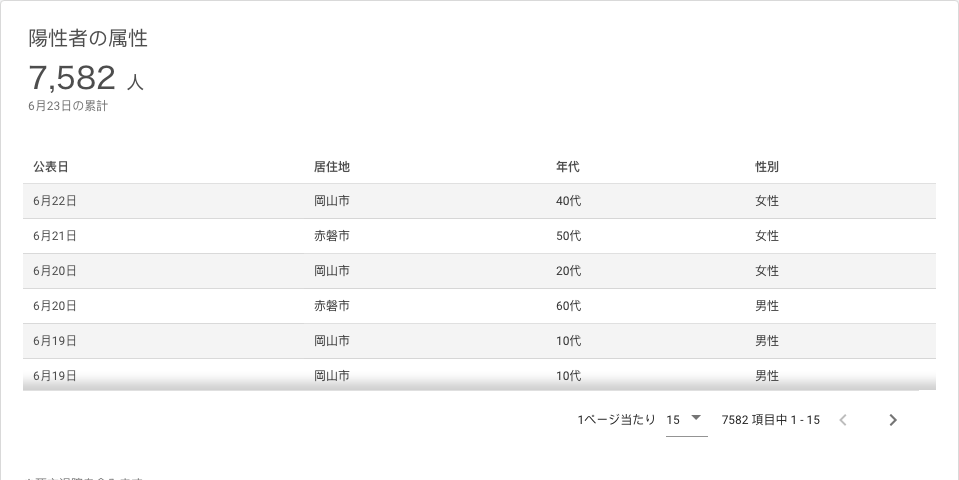 陽性者の属性
7,582 人
6月23日の累計
公表日 居住地 年代 性別
6月22日 岡山市 40代 女性
6月21日 赤磐市 50代 女性
6月20日 岡山市 20代 女性
6月20日 赤磐市 60代 男性
6月19日 岡山市 10代 男性
6月19日 岡山市 10代 男性
1ページ当たり 15 7582 項目中 1 - 15